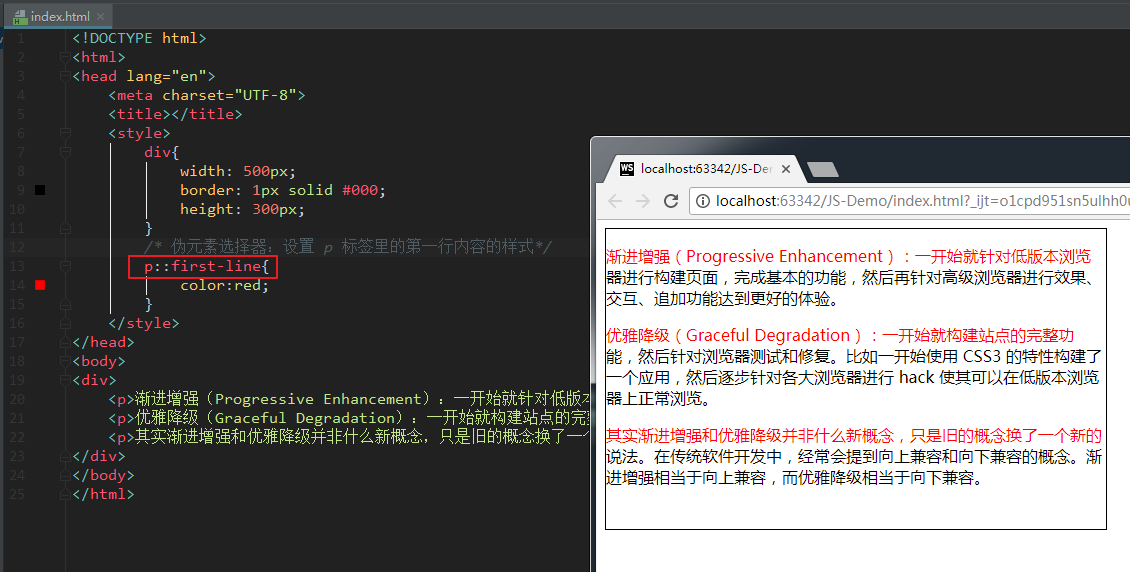 index.html
1 <!DOCTYPE html>
2 <html>
3 <head lang="en">
4 <meta charset="UTF-8">
5 <title></title>
6 <style>
7 div{
8 width: 500px;
9 border: 1px solid #000;
10 height: 300px;
11 }
12 /* 伪元素选择器：设置 p 标签里的第一行内容的样式*/
13 p::first-line{
14 color:red;
15 }
16 </style>
17 </head>
18 <body>
19 <div>
20 <p>渐进增强（Progressive Enhancement）：一开始就针对低版本
21 <p>优雅降级（Graceful Degradation）：一开始就构建站点的完
22 <p>其实渐进增强和优雅降级并非什么新概念，只是旧的概念换了一个
23 </div>
24 </body>
25 </html>
WS localhost:63342/JS-De
localhost:63342/JS-Demo/index.html?_ijt=o1cpd951sn5ulhh0u
渐进增强（Progressive Enhancement）：一开始就针对低版本浏览
器进行构建页面，完成基本的功能，然后再针对高级浏览器进行效果、
交互、追加功能达到更好的体验。
优雅降级（Graceful Degradation）：一开始就构建站点的完整功
能，然后针对浏览器测试和修复。比如一开始使用 CSS3 的特性构建了
一个应用，然后逐步针对各大浏览器进行 hack 使其可以在低版本浏览
器上正常浏览。
其实渐进增强和优雅降级并非什么新概念，只是旧的概念换了一个新的
说法。在传统软件开发中，经常会提到向上兼容和向下兼容的概念。渐
进增强相当于向上兼容，而优雅降级相当于向下兼容。